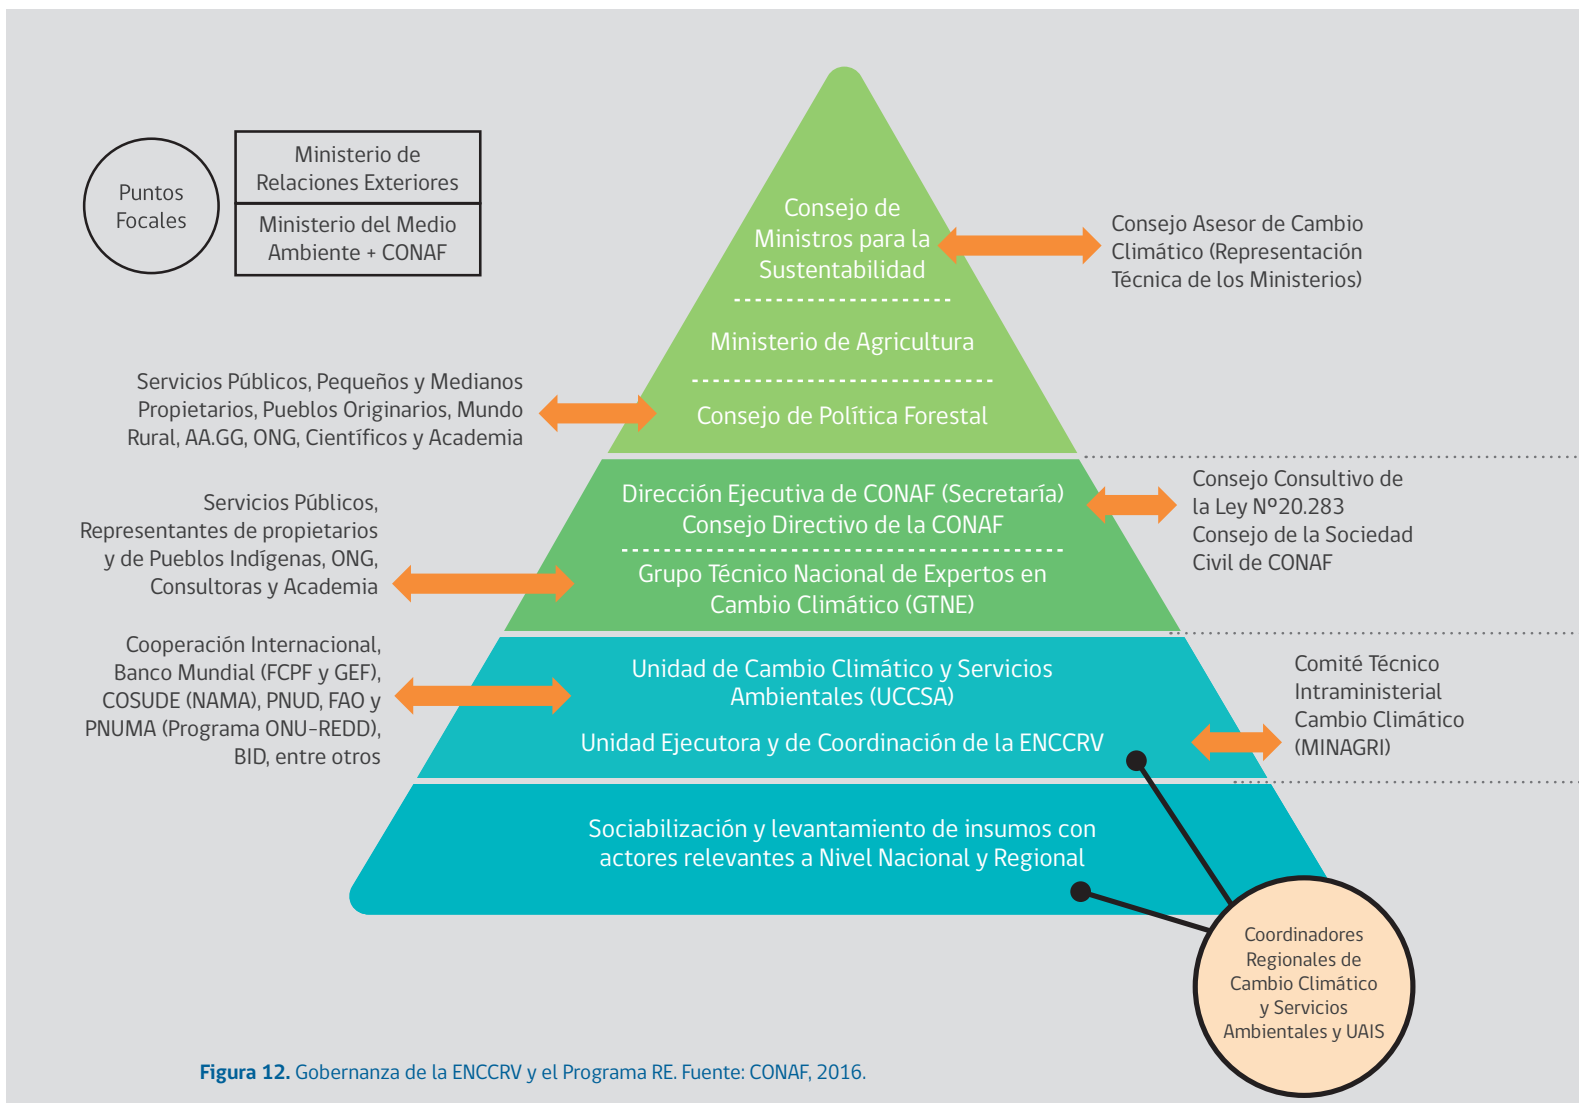 Puntos
Focales
Ministerio de
Relaciones Exteriores
Ministerio del Medio
Ambiente + CONAF
Consejo de
Ministros para la
Sustentabilidad
Consejo Asesor de Cambio
Climático (Representación
Técnica de los Ministerios)
Ministerio de Agricultura
Servicios Públicos, Pequeños y Medianos
Propietarios, Pueblos Originarios, Mundo
Rural, AA.GG, ONG, Científicos y Academia
Consejo de Política Forestal
Dirección Ejecutiva de CONAF (Secretaría)
Consejo Directivo de la CONAF
Consejo Consultivo de
la Ley Nº20.283
Consejo de la Sociedad
Civil de CONAF
Servicios Públicos,
Representantes de propietarios
y de Pueblos Indígenas, ONG,
Consultoras y Academia
Grupo Técnico Nacional de Expertos en
Cambio Climático (GTNE)
Cooperación Internacional,
Banco Mundial (FCPF y GEF),
COSUDE (NAMA), PNUD, FAO y
PNUMA (Programa ONU-REDD),
BID, entre otros
Unidad de Cambio Climático y Servicios
Ambientales (UCCSA)
Unidad Ejecutora y de Coordinación de la ENCCRV
Comité Técnico
Intraministerial
Cambio Climático
(MINAGRI)
Sociabilización y levantamiento de insumos con
actores relevantes a Nivel Nacional y Regional
Coordinadores
Regionales de
Cambio Climático
y Servicios
Ambientales y UAIS
Figura 12. Gobernanza de la ENCCRV y el Programa RE. Fuente: CONAF, 2016.